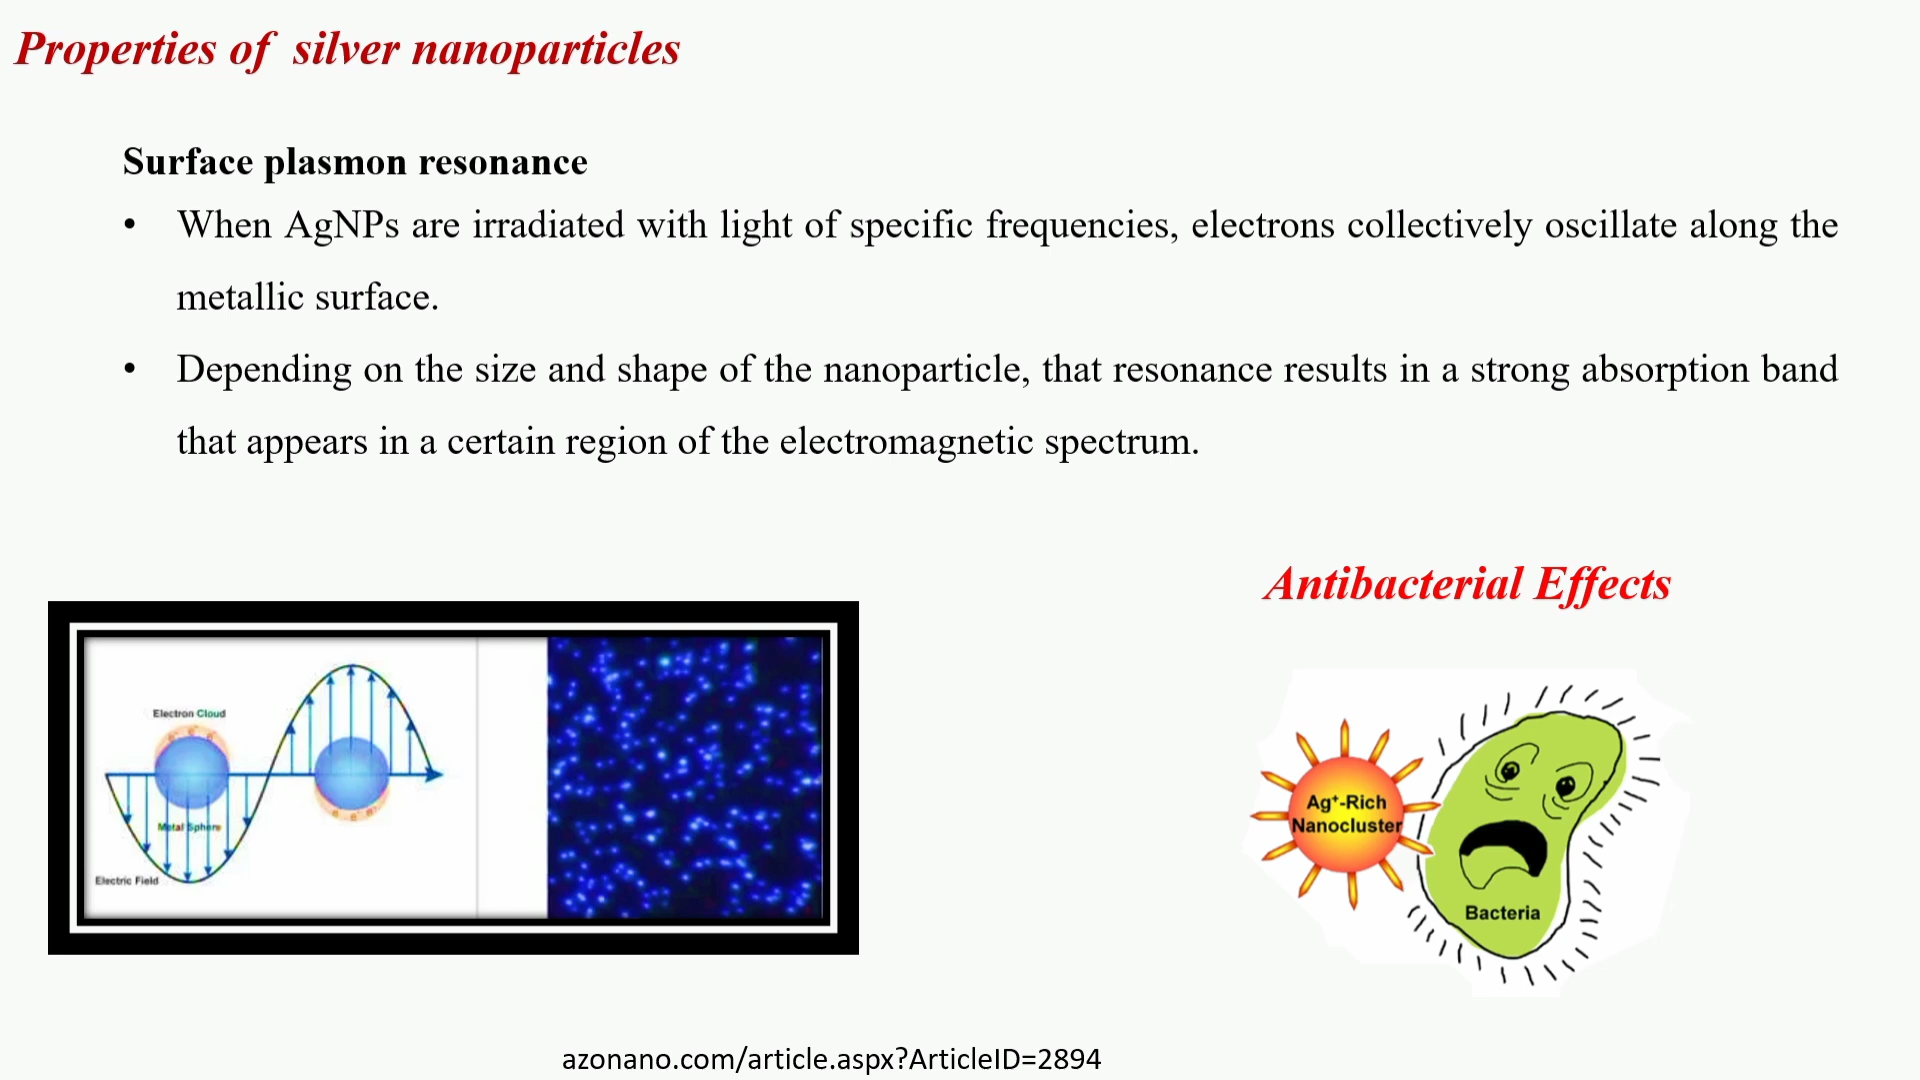 Properties of silver nanoparticles
Surface plasmon resonance
• When AgNPs are irradiated with light of specific frequencies, electrons collectively oscillate along the
metallic surface.
• Depending on the size and shape of the nanoparticle, that resonance results in a strong absorption band
that appears in a certain region of the electromagnetic spectrum.
Electron Cloud
Metal Sphere
Electric Field
Antibacterial Effects
Ag⁺-Rich
Nanocluster
Bacteria
azonano.com/article.aspx?ArticleID=2894